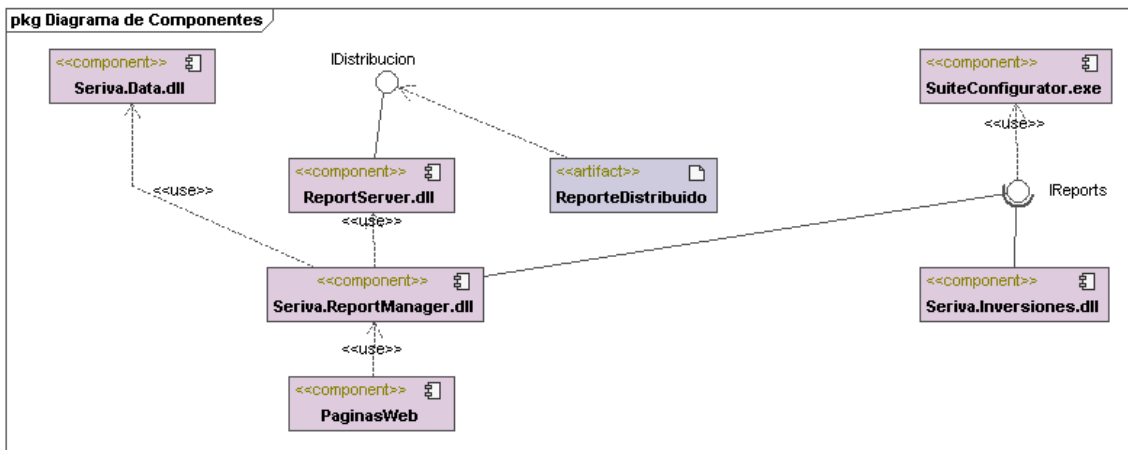 pkg Diagrama de Componentes
<<component>>
Seriva.Data.dll
IDistribucion
<<component>>
SuiteConfigurator.exe
<<use>>
<<component>>
ReportServer.dll
<<artifact>>
ReporteDistribuido
<<use>>
IReports
<<use>>
<<component>>
Seriva.ReportManager.dll
<<component>>
Seriva.Inversiones.dll
<<use>>
<<component>>
PaginasWeb